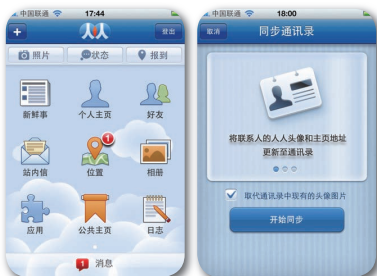 中国联通 17:44
人人 登出
照片 状态 报到
新鲜事 个人主页 好友
1
站内信 位置 相册
应用 公共主页 日志
1 消息
中国联通 18:00
取消 同步通讯录
将联系人的人人头像和主页地址
更新至通讯录
取代通讯录中现有的头像图片
开始同步